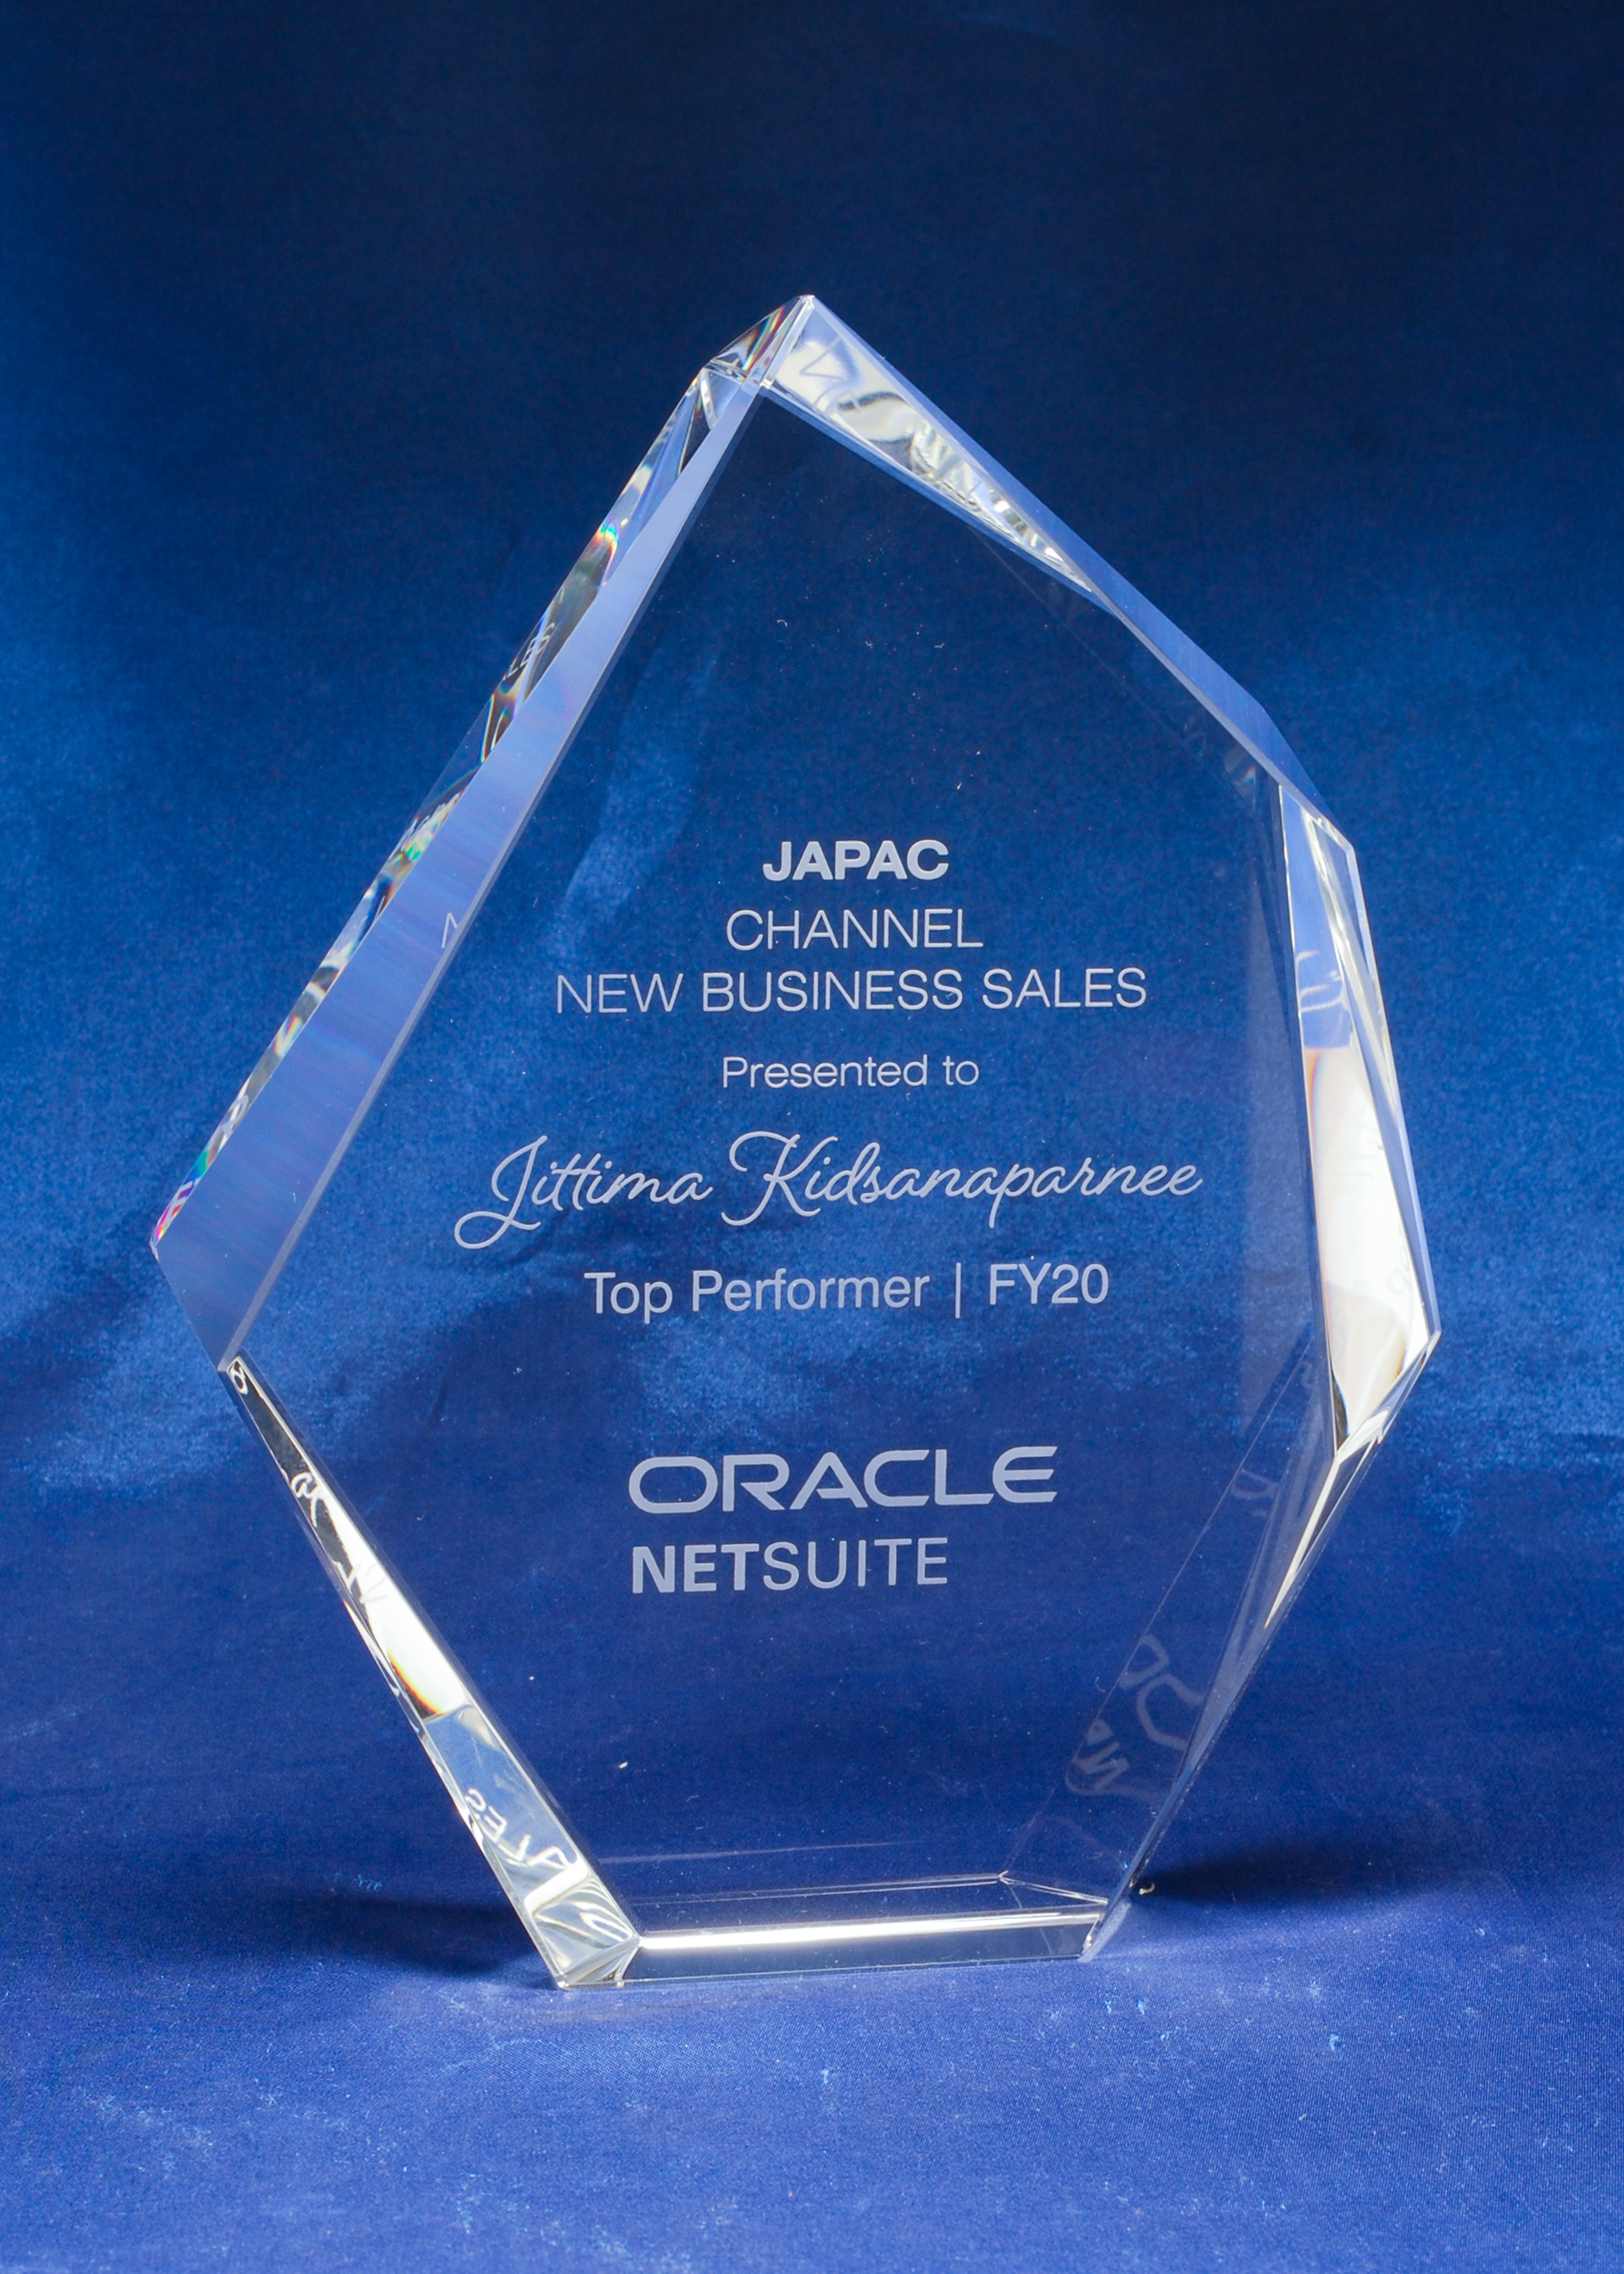 JAPAC
CHANNEL
NEW BUSINESS SALES
Presented to
Jittima Kidsanaparnee
Top Performer | FY20
ORACLE
NETSUITE